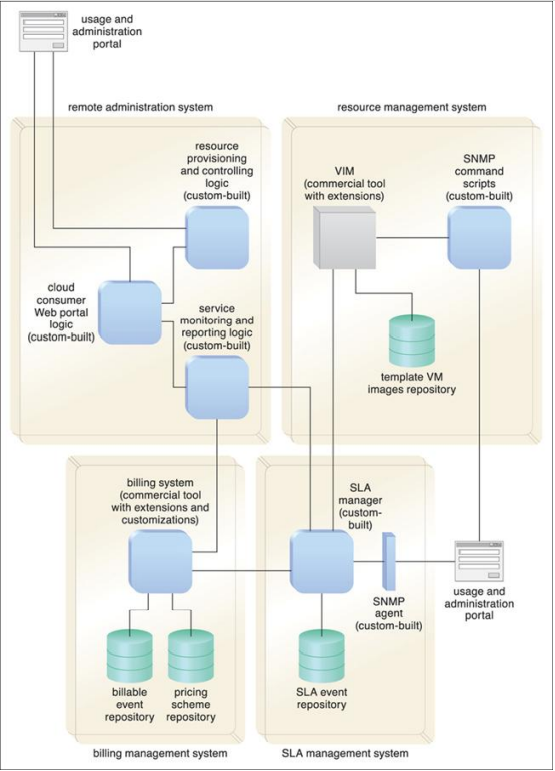 usage and
administration
portal
remote administration system
resource management system
resource
provisioning
and controlling
logic
(custom-built)
VIM
(commercial tool
with extensions)
SNMP
command
scripts
(custom-built)
cloud
consumer
Web portal
logic
(custom-built)
service
monitoring and
reporting logic
(custom-built)
template VM
images repository
billing system
(commercial tool
with extensions and
customizations)
SLA
manager
(custom-
built)
SNMP
agent
(custom-built)
usage and
administration
portal
billable
event
repository
pricing
scheme
repository
SLA event
repository
billing management system
SLA management system